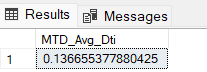 Results Messages
MTD_Avg_Dti
1 0.136655377880425